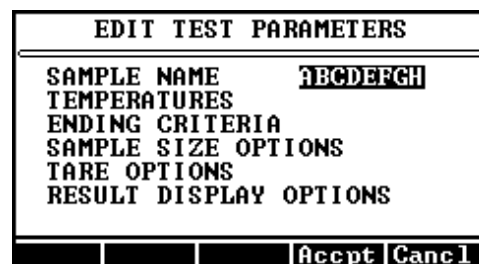 EDIT TEST PARAMETERS
SAMPLE NAME ABCDEFGH
TEMPERATURES
ENDING CRITERIA
SAMPLE SIZE OPTIONS
TARE OPTIONS
RESULT DISPLAY OPTIONS
Accpt Cancl